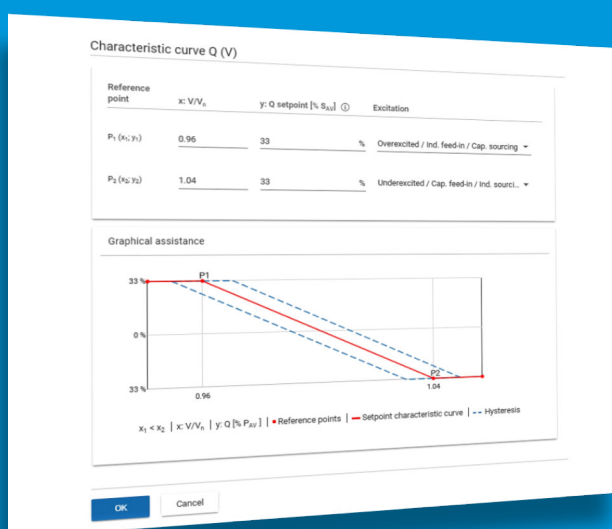 Characteristic curve Q (V)
Reference point x: V/Vn y: Q setpoint [% SAV] ⓘ Excitation
P1 (x1; y1) 0.96 33 % Overexcited / Ind. feed-in / Cap. sourcing
P2 (x2; y2) 1.04 33 % Underexcited / Cap. feed-in / Ind. sourci...
Graphical assistance
33 % P1
0 %
33 % P2
0.96 1.04
x1 < x2 | x: V/Vn | y: Q [% PAV] | Reference points | Setpoint characteristic curve | Hysteresis
OK Cancel